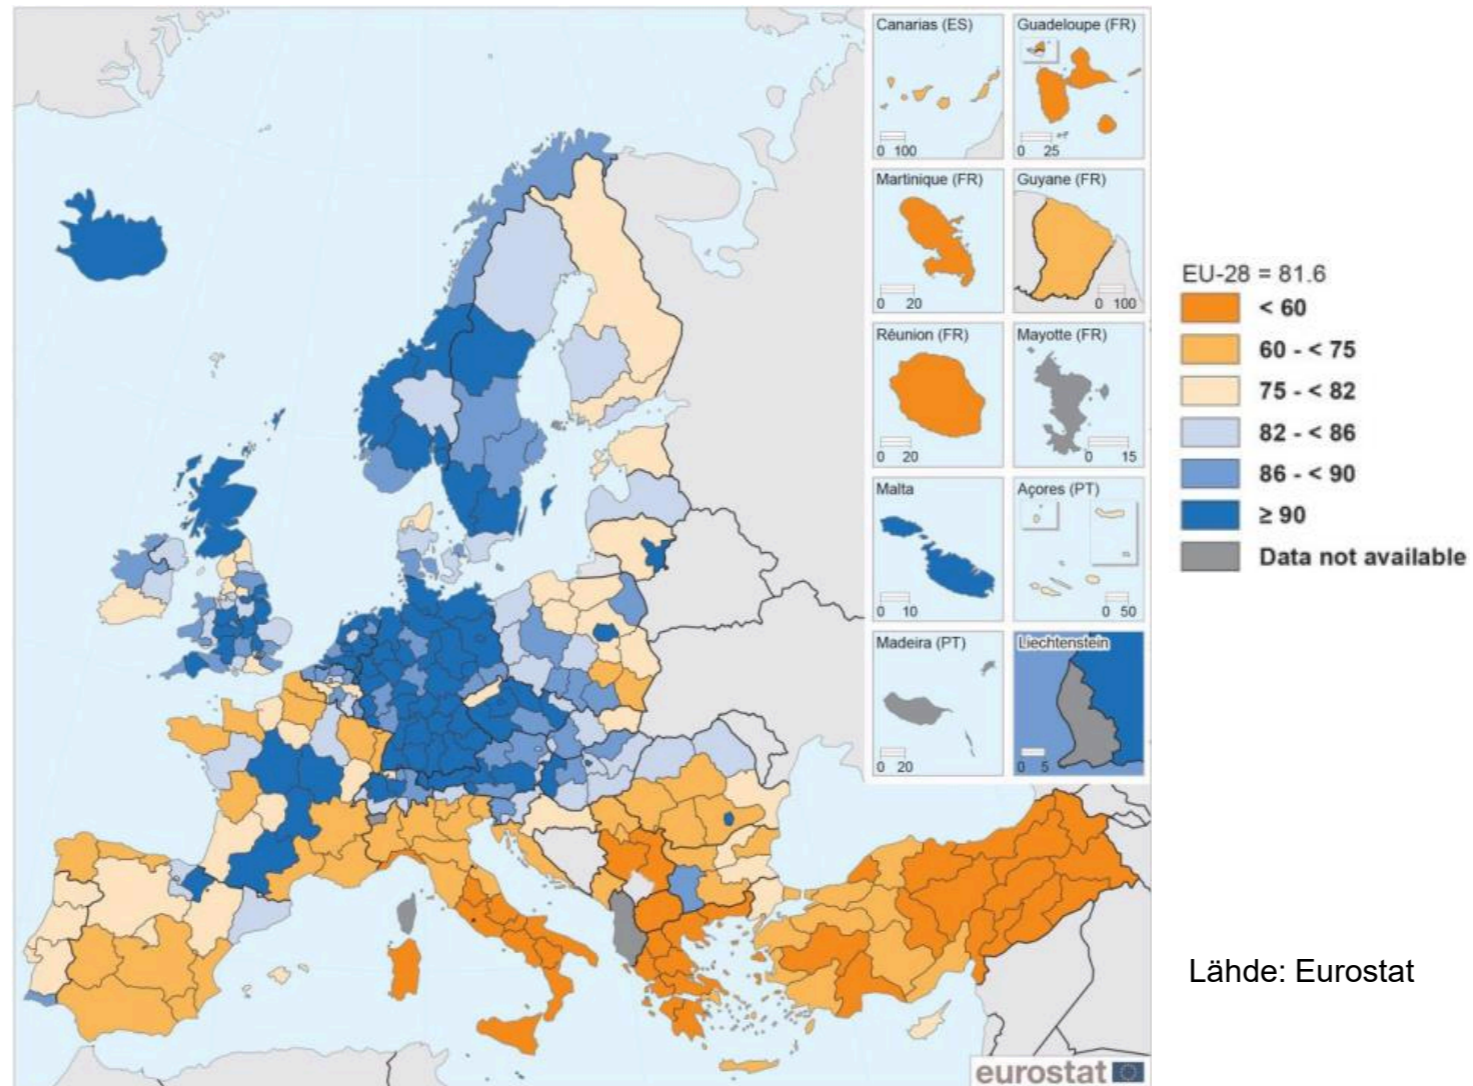 Canarias (ES)
0 100
Guadeloupe (FR)
0 25
Martinique (FR)
0 20
Guyane (FR)
0 100
Réunion (FR)
0 20
Mayotte (FR)
0 15
Malta
0 10
Açores (PT)
0 50
Madeira (PT)
0 20
Liechtenstein
0 5
EU-28 = 81.6
< 60
60 - < 75
75 - < 82
82 - < 86
86 - < 90
≥ 90
Data not available
Lähde: Eurostat
eurostat